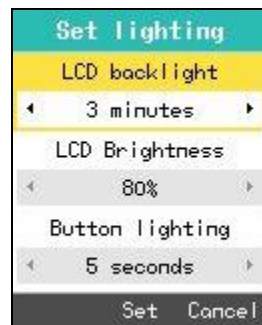 Set lighting
LCD backlight
3 minutes
LCD Brightness
80%
Button lighting
5 seconds
Set Cancel